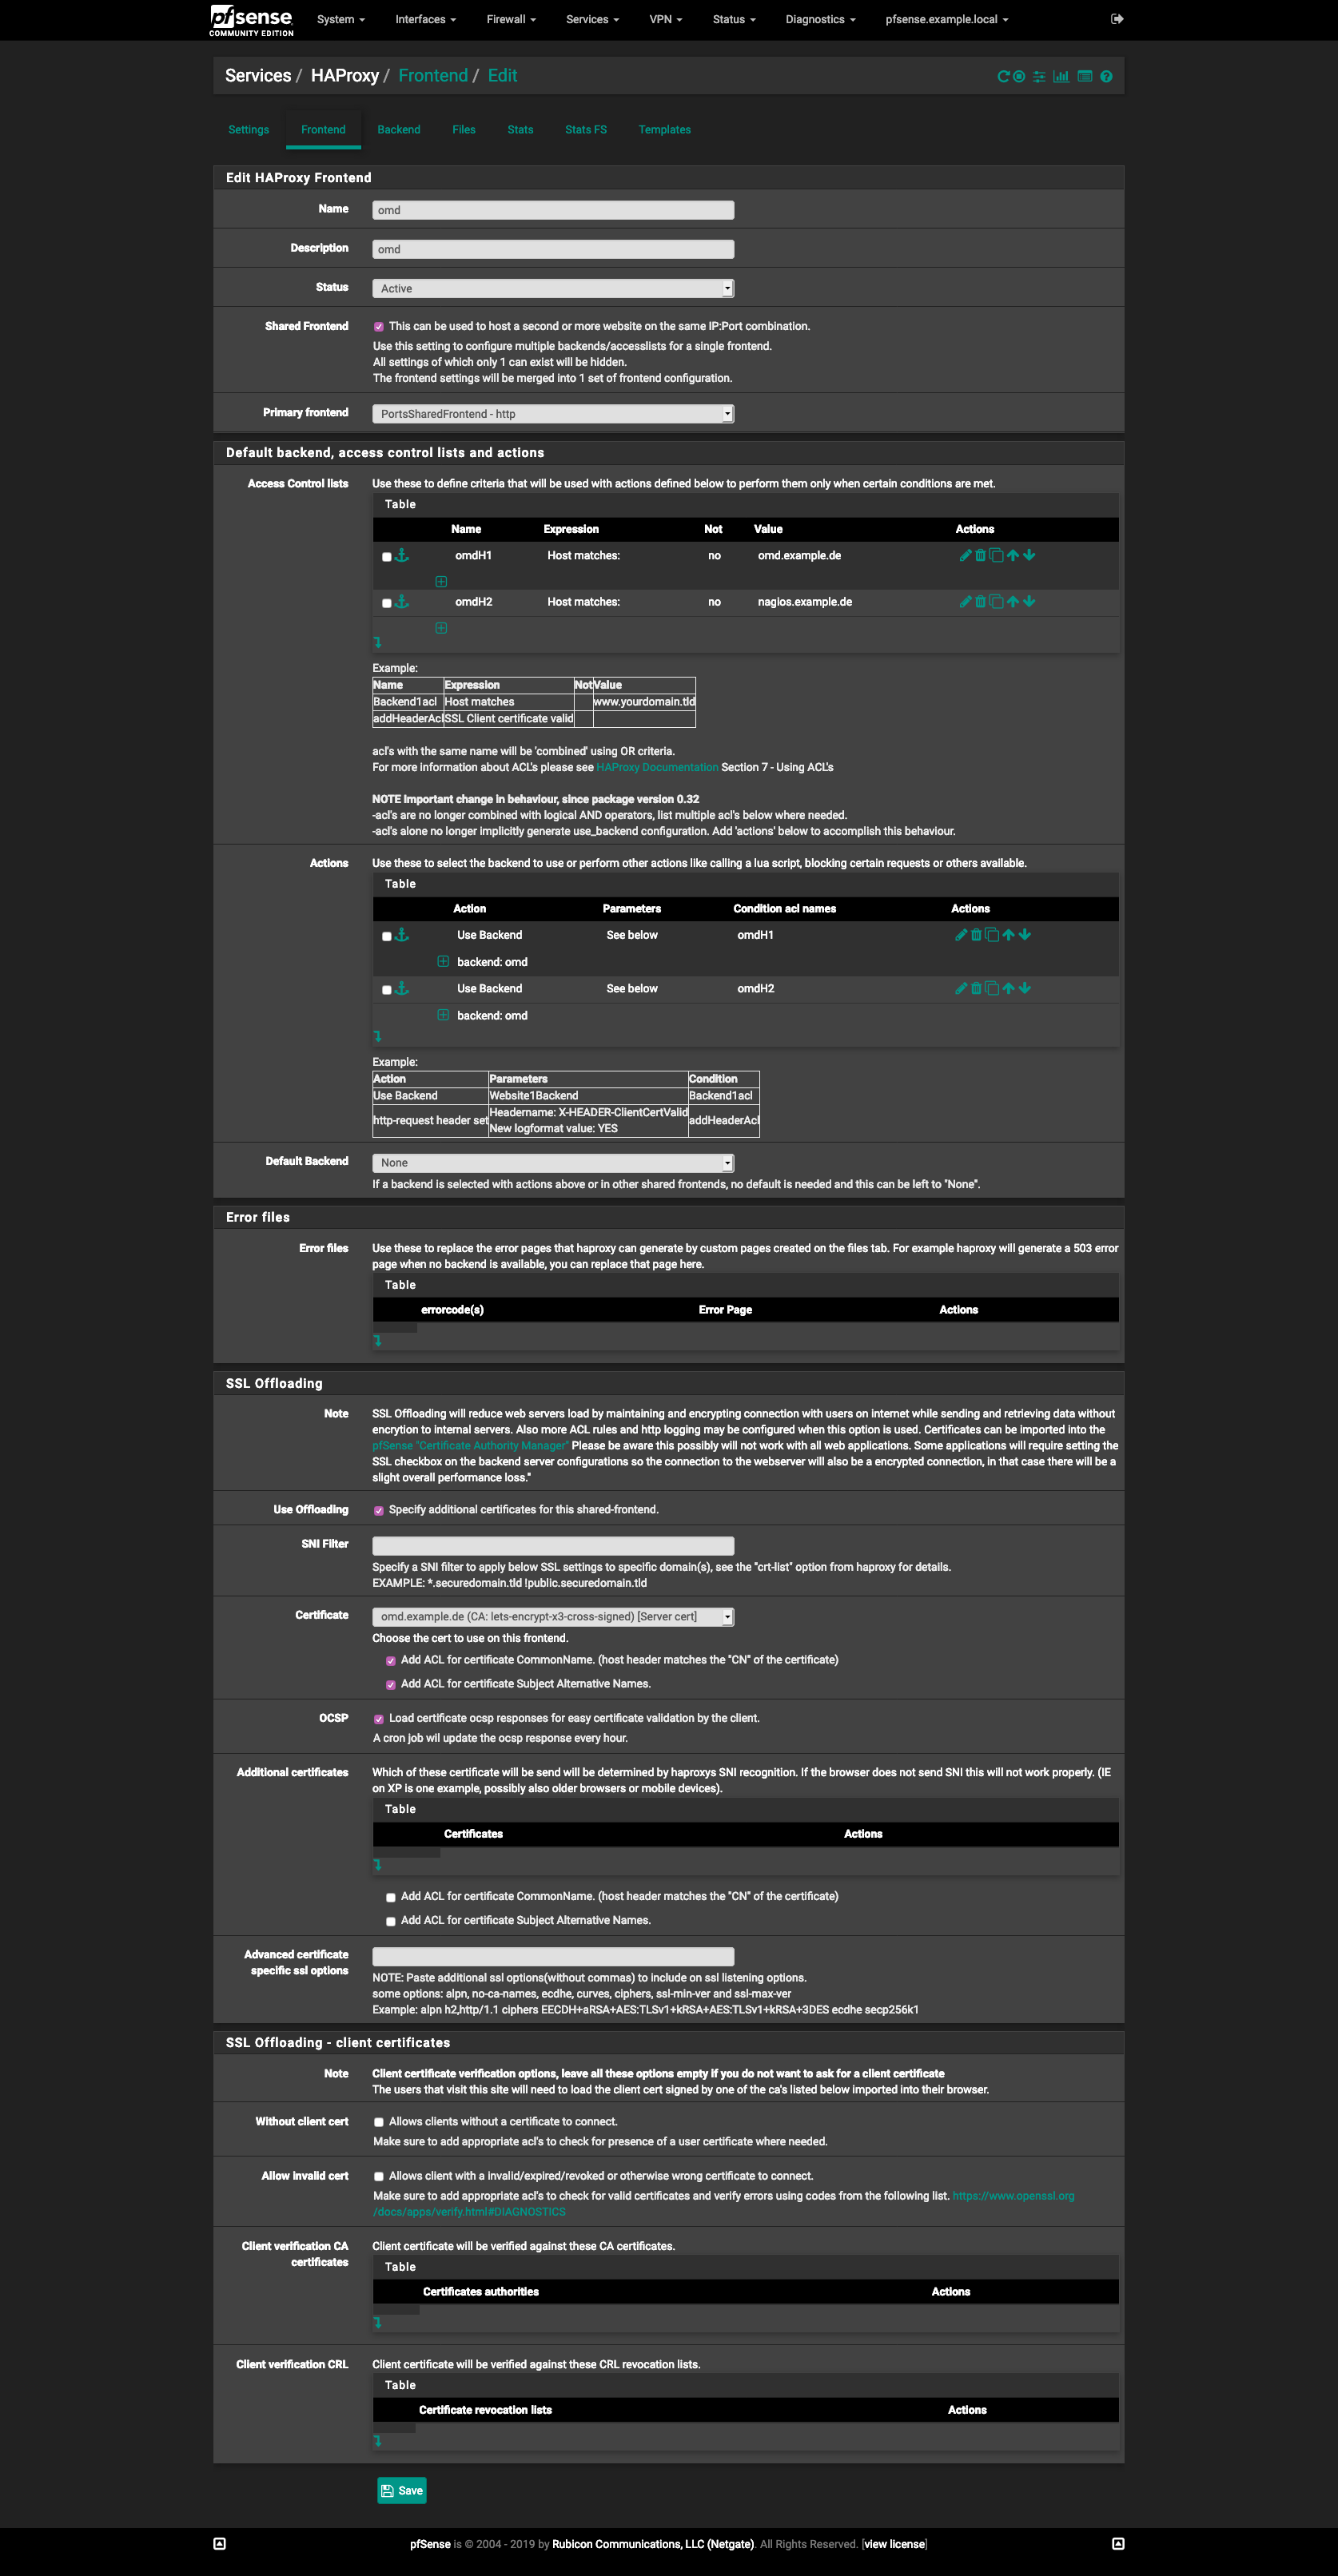 pfsense
COMMUNITY EDITION
System Interfaces Firewall Services VPN Status Diagnostics pfsense.example.local
Services / HAProxy / Frontend / Edit
Settings Frontend Backend Files Stats Stats FS Templates
Edit HAProxy Frontend
Name omd
Description omd
Status Active
Shared Frontend This can be used to host a second or more website on the same IP:Port combination.
Use this setting to configure multiple backends/accesslists for a single frontend.
All settings of which only 1 can exist will be hidden.
The frontend settings will be merged into 1 set of frontend configuration.
Primary frontend PortsSharedFrontend - http
Default backend, access control lists and actions
Access Control lists Use these to define criteria that will be used with actions defined below to perform them only when certain conditions are met.
Table
Name Expression Not Value Actions
omdH1 Host matches: no omd.example.de
omdH2 Host matches: no nagios.example.de
Example:
Name Expression Not Value
Backend1acl Host matches www.yourdomain.tld
addHeaderAcl SSL Client certificate valid
acl's with the same name will be 'combined' using OR criteria.
For more information about ACL's please see HAProxy Documentation Section 7 - Using ACL's
NOTE Important change in behaviour, since package version 0.32
-acl's are no longer combined with logical AND operators, list multiple acl's below where needed.
-acl's alone no longer implicitly generate use_backend configuration. Add 'actions' below to accomplish this behaviour.
Actions Use these to select the backend to use or perform other actions like calling a lua script, blocking certain requests or others available.
Table
Action Parameters Condition acl names Actions
Use Backend See below omdH1
backend: omd
Use Backend See below omdH2
backend: omd
Example:
Action Parameters Condition
Use Backend Website1Backend Backend1acl
http-request header set Headername: X-HEADER-ClientCertValid addHeaderAcl
New logformat value: YES
Default Backend None
If a backend is selected with actions above or in other shared frontends, no default is needed and this can be left to "None".
Error files
Error files Use these to replace the error pages that haproxy can generate by custom pages created on the files tab. For example haproxy will generate a 503 error
page when no backend is available, you can replace that page here.
Table
errorcode(s) Error Page Actions
SSL Offloading
Note SSL Offloading will reduce web servers load by maintaining and encrypting connection with users on internet while sending and retrieving data without
encrytion to internal servers. Also more ACL rules and http logging may be configured when this option is used. Certificates can be imported into the
pfSense "Certificate Authority Manager" Please be aware this possibly will not work with all web applications. Some applications will require setting the
SSL checkbox on the backend server configurations so the connection to the webserver will also be a encrypted connection, in that case there will be a
slight overall performance loss."
Use Offloading Specify additional certificates for this shared-frontend.
SNI Filter
Specify a SNI filter to apply below SSL settings to specific domain(s), see the "crt-list" option from haproxy for details.
EXAMPLE: *.securedomain.tld !public.securedomain.tld
Certificate omd.example.de (CA: lets-encrypt-x3-cross-signed) [Server cert]
Choose the cert to use on this frontend.
Add ACL for certificate CommonName. (host header matches the "CN" of the certificate)
Add ACL for certificate Subject Alternative Names.
OCSP Load certificate ocsp responses for easy certificate validation by the client.
A cron job wil update the ocsp response every hour.
Additional certificates Which of these certificate will be send will be determined by haproxys SNI recognition. If the browser does not send SNI this will not work properly. (IE
on XP is one example, possibly also older browsers or mobile devices).
Table
Certificates Actions
Add ACL for certificate CommonName. (host header matches the "CN" of the certificate)
Add ACL for certificate Subject Alternative Names.
Advanced certificate
specific ssl options
NOTE: Paste additional ssl options(without commas) to include on ssl listening options.
some options: alpn, no-ca-names, ecdhe, curves, ciphers, ssl-min-ver and ssl-max-ver
Example: alpn h2,http/1.1 ciphers EECDH+aRSA+AES:TLSv1+kRSA+AES:TLSv1+kRSA+3DES ecdhe secp256k1
SSL Offloading - client certificates
Note Client certificate verification options, leave all these options empty if you do not want to ask for a client certificate
The users that visit this site will need to load the client cert signed by one of the ca's listed below imported into their browser.
Without client cert Allows clients without a certificate to connect.
Make sure to add appropriate acl's to check for presence of a user certificate where needed.
Allow invalid cert Allows client with a invalid/expired/revoked or otherwise wrong certificate to connect.
Make sure to add appropriate acl's to check for valid certificates and verify errors using codes from the following list. https://www.openssl.org
/docs/apps/verify.html#DIAGNOSTICS
Client verification CA certificates Client certificate will be verified against these CA certificates.
Table
Certificates authorities Actions
Client verification CRL Client certificate will be verified against these CRL revocation lists.
Table
Certificate revocation lists Actions
Save
pfSense is © 2004 - 2019 by Rubicon Communications, LLC (Netgate). All Rights Reserved. [view license]